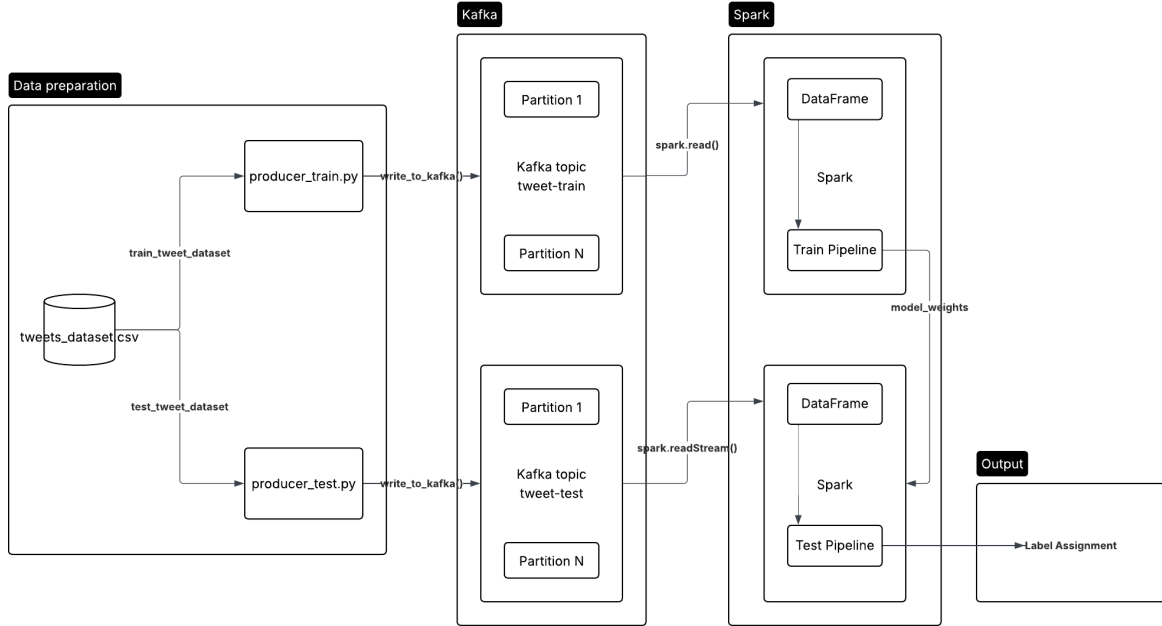 Kafka
Spark
Data preparation
Partition 1
DataFrame
spark.read()
Kafka topic
tweet-train
producer_train.py
write_to_kafka()
Spark
Partition N
Train Pipeline
train_tweet_dataset
model_weights
tweets_dataset.csv
test_tweet_dataset
Partition 1
DataFrame
spark.readStream()
Kafka topic
tweet-test
producer_test.py
write_to_kafka()
Spark
Output
Partition N
Test Pipeline
Label Assignment